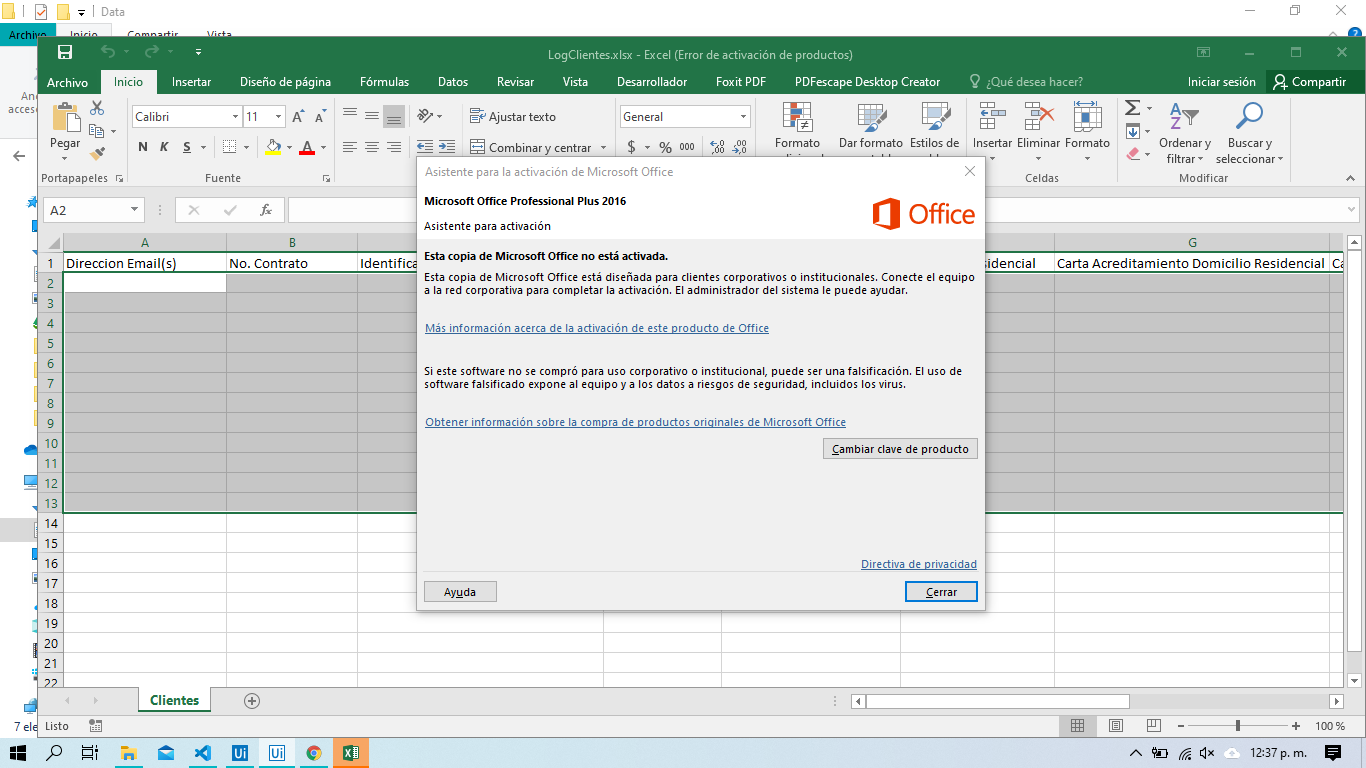 Data
Archivo Inicio Compartir Vista
LogClientes.xlsx - Excel (Error de activación de productos)
Archivo Inicio Insertar Diseño de página Fórmulas Datos Revisar Vista Desarrollador Foxit PDF PDFescape Desktop Creator ¿Qué desea hacer? Iniciar sesión Compartir
Calibri 11 Ajustar texto General
Pegar N K S Combinar y centrar $ % 000 Formato Dar formato Estilos de Insertar Eliminar Formato Ordenar y filtrar Buscar y seleccionar
Portapapeles Fuente Celdas Modificar
A2 fx
Asistente para la activación de Microsoft Office
Microsoft Office Professional Plus 2016
Asistente para activación
Office
Esta copia de Microsoft Office no está activada.
Esta copia de Microsoft Office está diseñada para clientes corporativos o institucionales. Conecte el equipo
a la red corporativa para completar la activación. El administrador del sistema le puede ayudar.
Más información acerca de la activación de este producto de Office
Si este software no se compró para uso corporativo o institucional, puede ser una falsificación. El uso de
software falsificado expone al equipo y a los datos a riesgos de seguridad, incluidos los virus.
Obtener información sobre la compra de productos originales de Microsoft Office
Cambiar clave de producto
Directiva de privacidad
Ayuda Cerrar
A B G
1 Direccion Email(s) No. Contrato Identifica sidencial Carta Acreditamiento Domicilio Residencial Ca
2
3
4
5
6
7
8
9
10
11
12
13
14
15
16
17
18
19
20
21
22
Clientes
7 ele Listo 100 %
12:37 p. m.